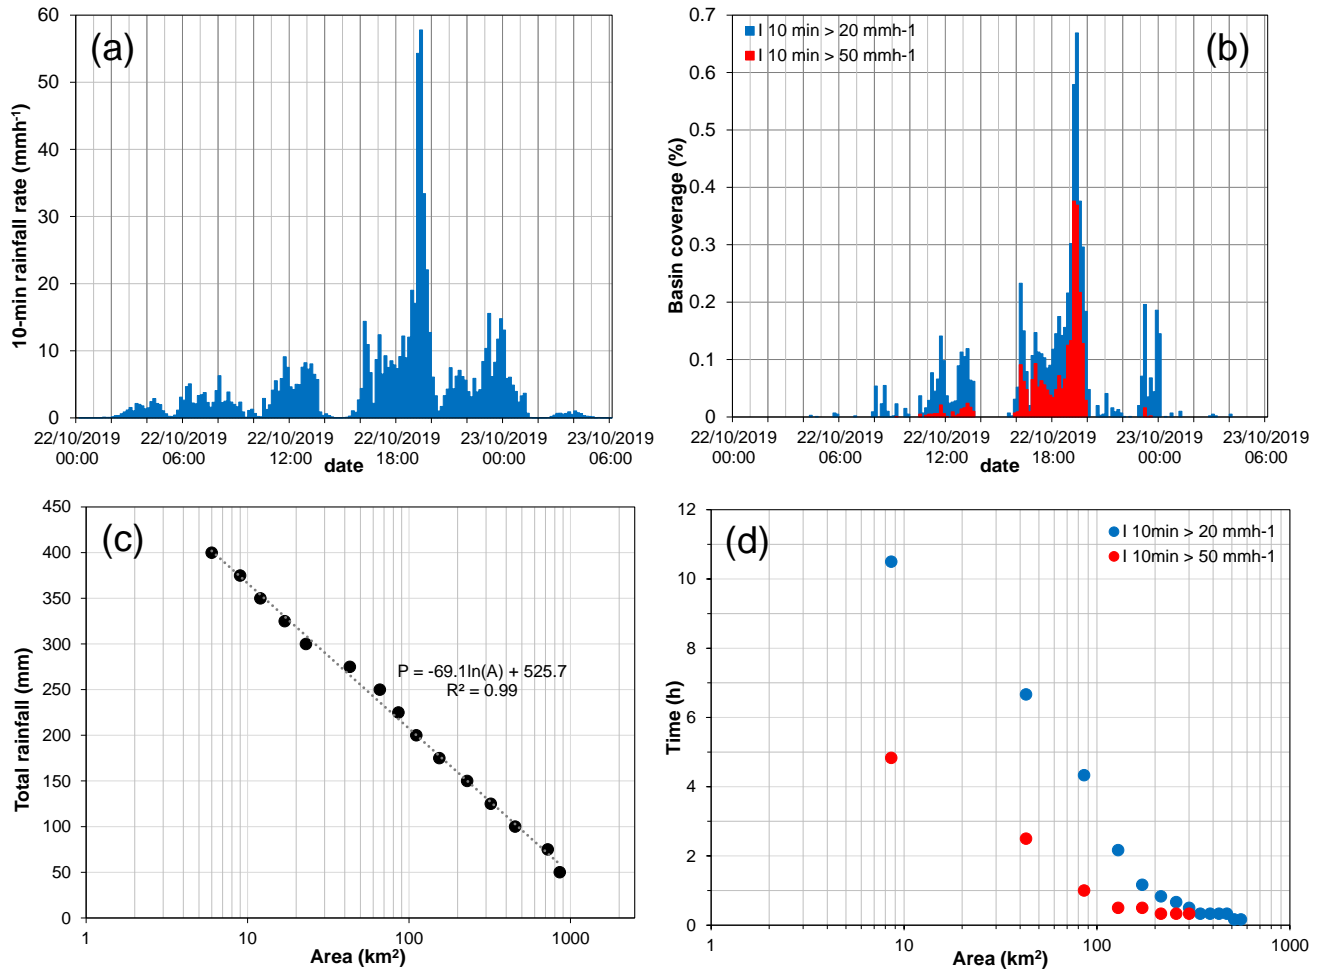 (a)
10-min rainfall rate (mmh-1)
60
50
40
30
20
10
0
22/10/2019 22/10/2019 22/10/2019 22/10/2019 23/10/2019 23/10/2019
00:00 06:00 12:00 18:00 00:00 06:00
date
(b)
I 10 min > 20 mmh-1
I 10 min > 50 mmh-1
Basin coverage (%)
0.7
0.6
0.5
0.4
0.3
0.2
0.1
0
22/10/2019 22/10/2019 22/10/2019 22/10/2019 23/10/2019 23/10/2019
00:00 06:00 12:00 18:00 00:00 06:00
date
(c)
Total rainfall (mm)
450
400
350
300
250
200
150
100
50
0
P = -69.1ln(A) + 525.7
R² = 0.99
1 10 100 1000
Area (km²)
(d)
I 10min > 20 mmh-1
I 10min > 50 mmh-1
Time (h)
12
10
8
6
4
2
0
1 10 100 1000
Area (km²)